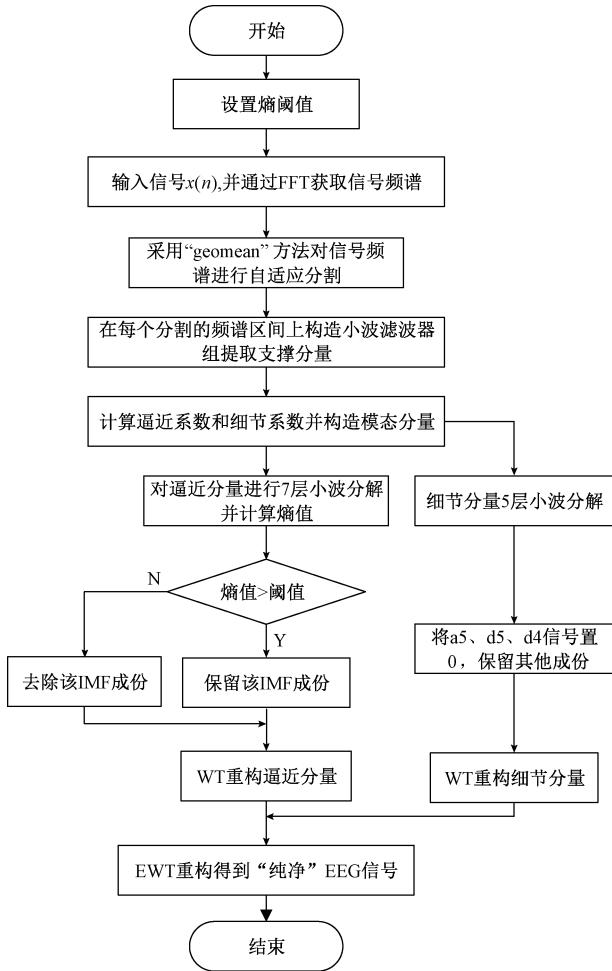 开始
设置熵阈值
输入信号x(n),并通过FFT获取信号频谱
采用“geomean”方法对信号频
谱进行自适应分割
在每个分割的频谱区间上构造小波滤波器
组提取支撑分量
计算逼近系数和细节系数并构造模态分量
对逼近分量进行7层小波分解
并计算熵值
细节分量5层小波分解
N
熵值>阈值
Y
将a5、d5、d4信号置
0，保留其他成份
去除该IMF成份
保留该IMF成份
WT重构逼近分量
WT重构细节分量
EWT重构得到“纯净”EEG信号
结束